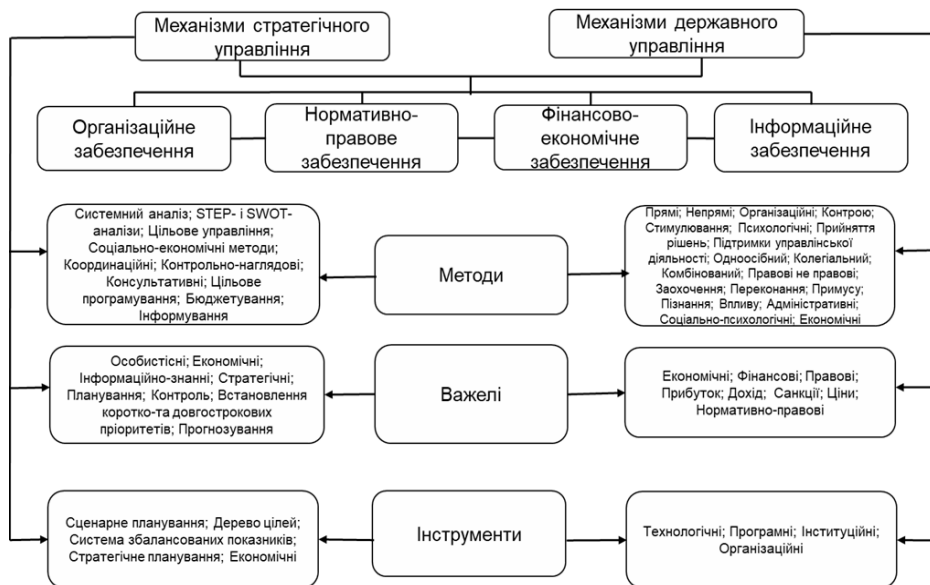 Механізми стратегічного
управління
Механізми державного
управління
Організаційне
забезпечення
Нормативно-
правове
забезпечення
Фінансово-
економічне
забезпечення
Інформаційне
забезпечення
Системний аналіз; STEP- і SWOT-
аналізи; Цільове управління;
Соціально-економічні методи;
Координаційні; Контрольно-наглядові;
Консультативні; Цільове
програмування; Бюджетування;
Інформування
Методи
Прямі; Непрямі; Організаційні; Контрою;
Стимулювання; Психологічні; Прийняття
рішень; Підтримки управлінської
діяльності; Одноосібний; Колегіальний;
Комбінований; Правові не правові;
Заохочення; Переконання; Примусу;
Пізнання; Впливу; Адміністративні;
Соціально-психологічні; Економічні
Особистісні; Економічні;
Інформаційно-знанні; Стратегічні;
Планування; Контроль; Встановлення
коротко-та довгострокових
пріоритетів; Прогнозування
Важелі
Економічні; Фінансові; Правові;
Прибуток; Дохід; Санкції; Ціни;
Нормативно-правові
Сценарне планування; Дерево цілей;
Система збалансованих показників;
Стратегічне планування; Економічні
Інструменти
Технологічні; Програмні; Інституційні;
Організаційні